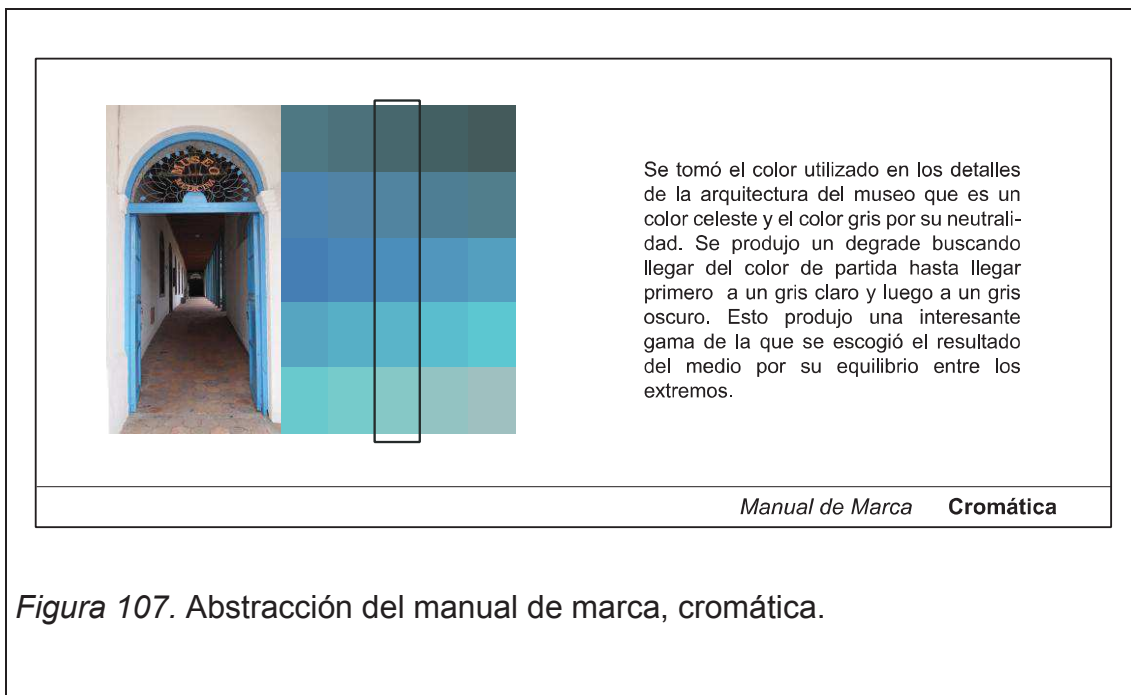 MUSEO
MEDICINA
Se tomó el color utilizado en los detalles
de la arquitectura del museo que es un
color celeste y el color gris por su neutrali-
dad. Se produjo un degrade buscando
llegar del color de partida hasta llegar
primero a un gris claro y luego a un gris
oscuro. Esto produjo una interesante
gama de la que se escogió el resultado
del medio por su equilibrio entre los
extremos.
Manual de Marca Cromática
Figura 107. Abstracción del manual de marca, cromática.